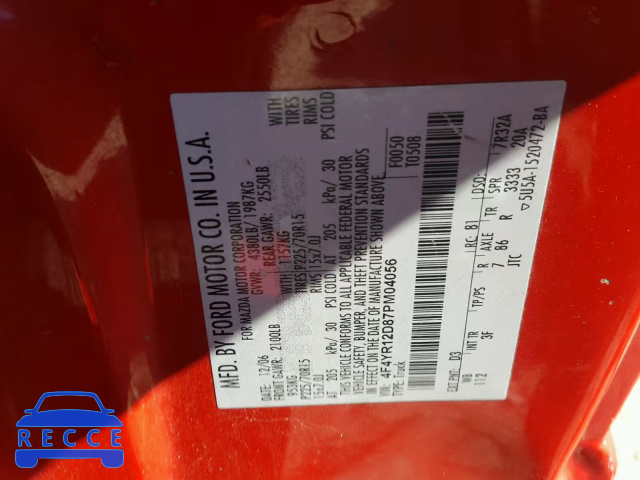 MFD. BY FORD MOTOR CO. IN U.S.A.
FOR MAZDA MOTOR CORPORATION
12/06 GVWR: 4380LB/1987KG
FRONT GAWR: 2100LB REAR GAWR: 2550LB
951KG WITH 1157KG WITH
P225/70R15 TIRES P225/70R15 TIRES
15x7.0J RIMS 15x7.0J RIMS
AT 205 kPa/ 30 PSI COLD AT 205 kPa/ 30 PSI COLD
THIS VEHICLE CONFORMS TO ALL APPLICABLE FEDERAL MOTOR
VEHICLE SAFETY, BUMPER, AND THEFT PREVENTION STANDARDS
IN EFFECT ON THE DATE OF MANUFACTURE SHOWN ABOVE.
VIN: 4F4YR12D87PM04056 F0050
TYPE: Truck T0508
EXT PNT: D3 RC: 81 DSO:
WB INT TR TP/PS R AXLE TR SPR 7R32A
112 3F 7 86 R 3333 20A
JTC 5U5A-1520472-BA
RECCE